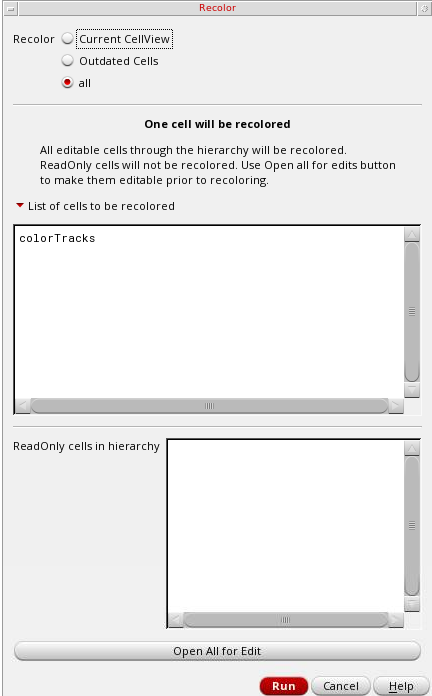 Recolor
Recolor Current CellView
Outdated Cells
all
One cell will be recolored
All editable cells through the hierarchy will be recolored.
ReadOnly cells will not be recolored. Use Open all for edits button
to make them editable prior to recoloring.
List of cells to be recolored
colorTracks
ReadOnly cells in hierarchy
Open All for Edit
Run Cancel Help